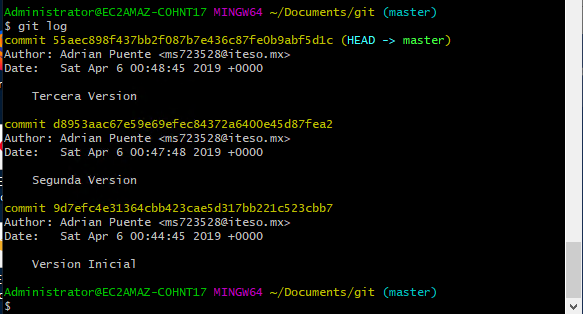 Administrator@EC2AMAZ-COHNT17 MINGW64 ~/Documents/git (master)
$ git log
commit 55aec898f437bb2f087b7e436c87fe0b9abf5d1c (HEAD -> master)
Author: Adrian Puente <ms723528@iteso.mx>
Date:   Sat Apr 6 00:48:45 2019 +0000
Tercera Version
commit d8953aac67e59e69efec84372a6400e45d87fea2
Author: Adrian Puente <ms723528@iteso.mx>
Date:   Sat Apr 6 00:47:48 2019 +0000
Segunda Version
commit 9d7efc4e31364cbb423cae5d317bb221c523cbb7
Author: Adrian Puente <ms723528@iteso.mx>
Date:   Sat Apr 6 00:44:45 2019 +0000
Version Inicial
Administrator@EC2AMAZ-COHNT17 MINGW64 ~/Documents/git (master)
$